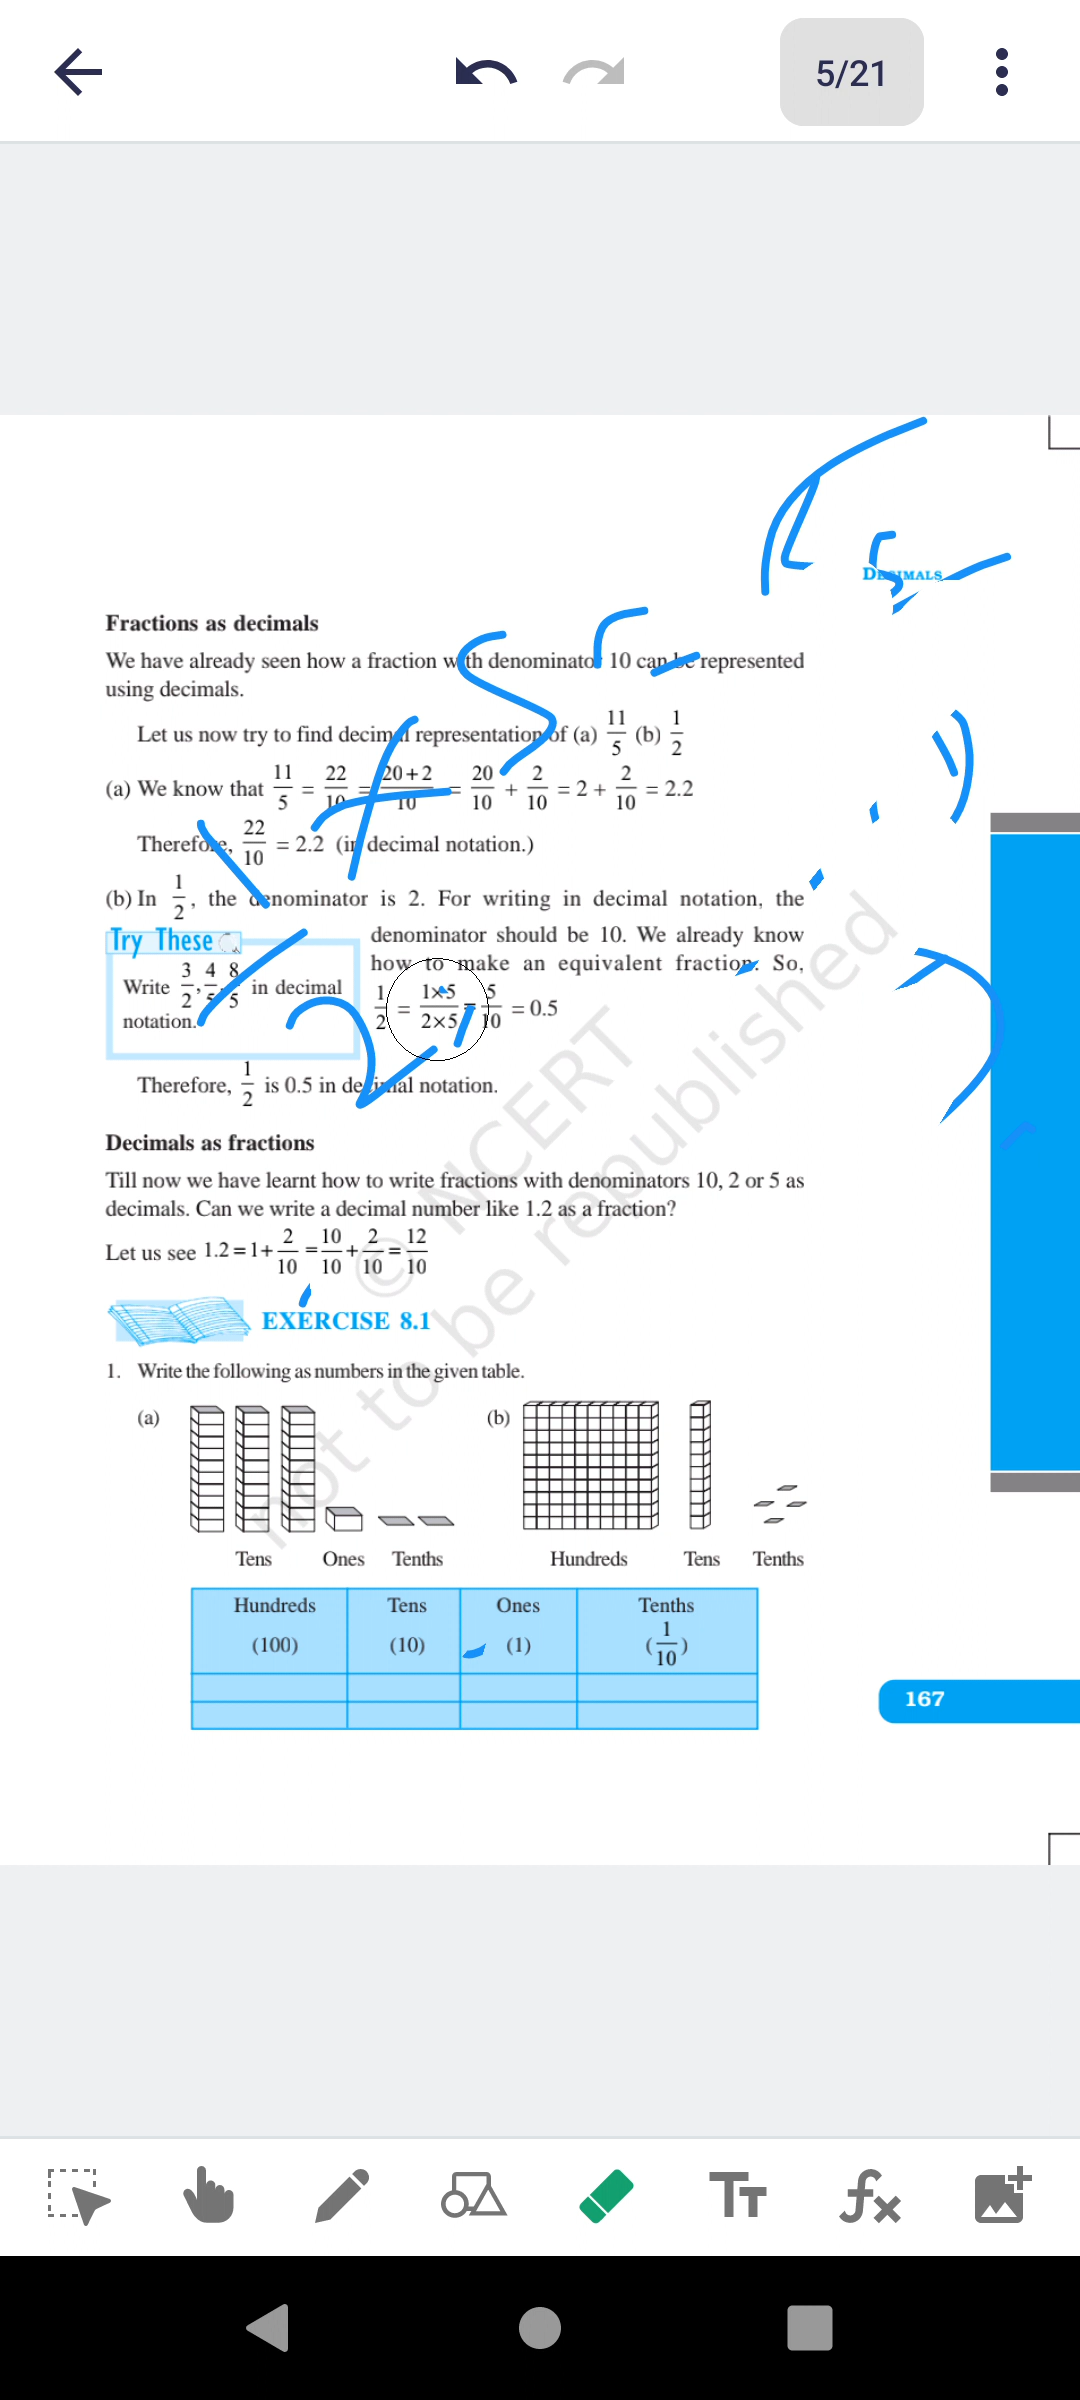 5/21
DECIMALS
Fractions as decimals
We have already seen how a fraction with denominator 10 can be represented
using decimals.
Let us now try to find decimal representation of (a) 11/5 (b) 1/2
(a) We know that 11/5 = 22/10 = 20+2/10 = 20/10 + 2/10 = 2 + 2/10 = 2.2
Therefore, 22/10 = 2.2 (in decimal notation.)
(b) In 1/2, the denominator is 2. For writing in decimal notation, the
denominator should be 10. We already know
how to make an equivalent fraction. So,
1/2 = 1×5/2×5 = 5/10 = 0.5
Try These
Write 3/2, 4/5, 8/5 in decimal
notation.
Therefore, 1/2 is 0.5 in decimal notation.
Decimals as fractions
Till now we have learnt how to write fractions with denominators 10, 2 or 5 as
decimals. Can we write a decimal number like 1.2 as a fraction?
Let us see 1.2 = 1+ 2/10 = 10/10 + 2/10 = 12/10
EXERCISE 8.1
1. Write the following as numbers in the given table.
(a) (b)
Tens Ones Tenths Hundreds Tens Tenths
Hundreds Tens Ones Tenths
(100) (10) (1) (1/10)
167
© NCERT
not to be republished
Tт
fx